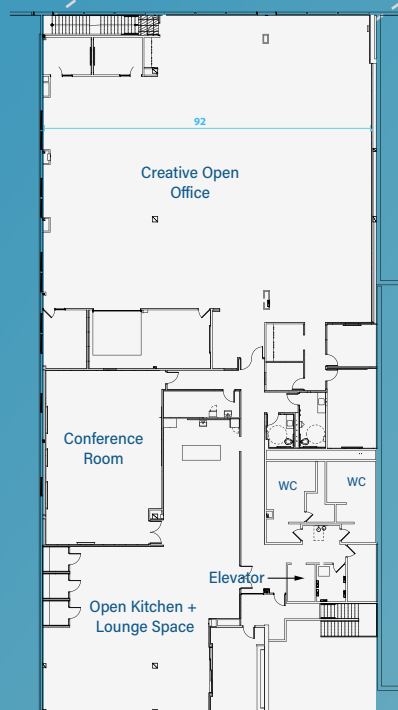 92
Creative Open
Office
Conference
Room
WC
WC
Elevator
Open Kitchen +
Lounge Space